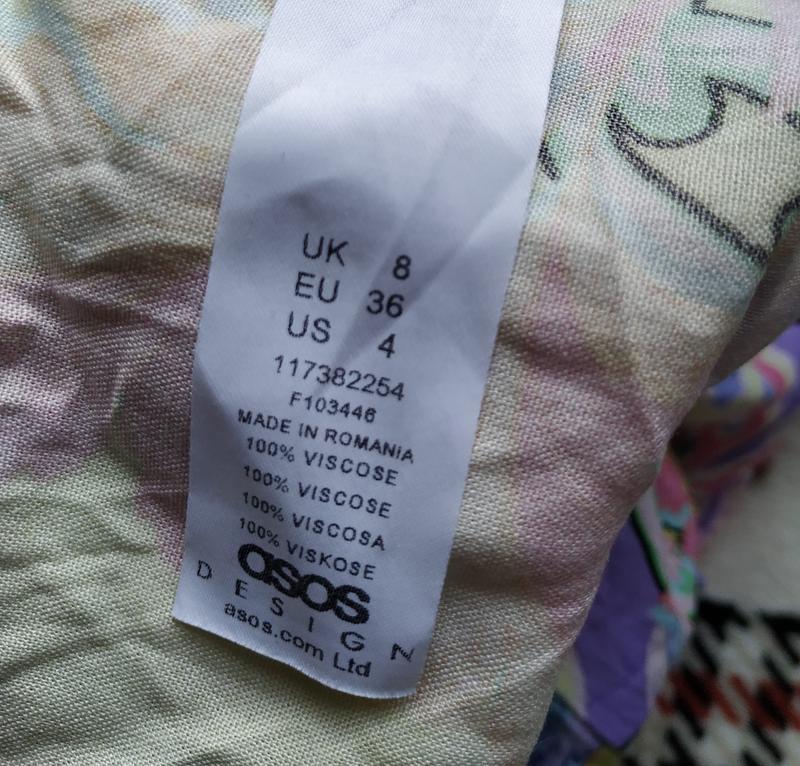 UK 8
EU 36
US 4
117382254
F103446
MADE IN ROMANIA
100% VISCOSE
100% VISCOSE
100% VISCOSA
100% VISKOSE
asos
DESIGN
asos.com Ltd